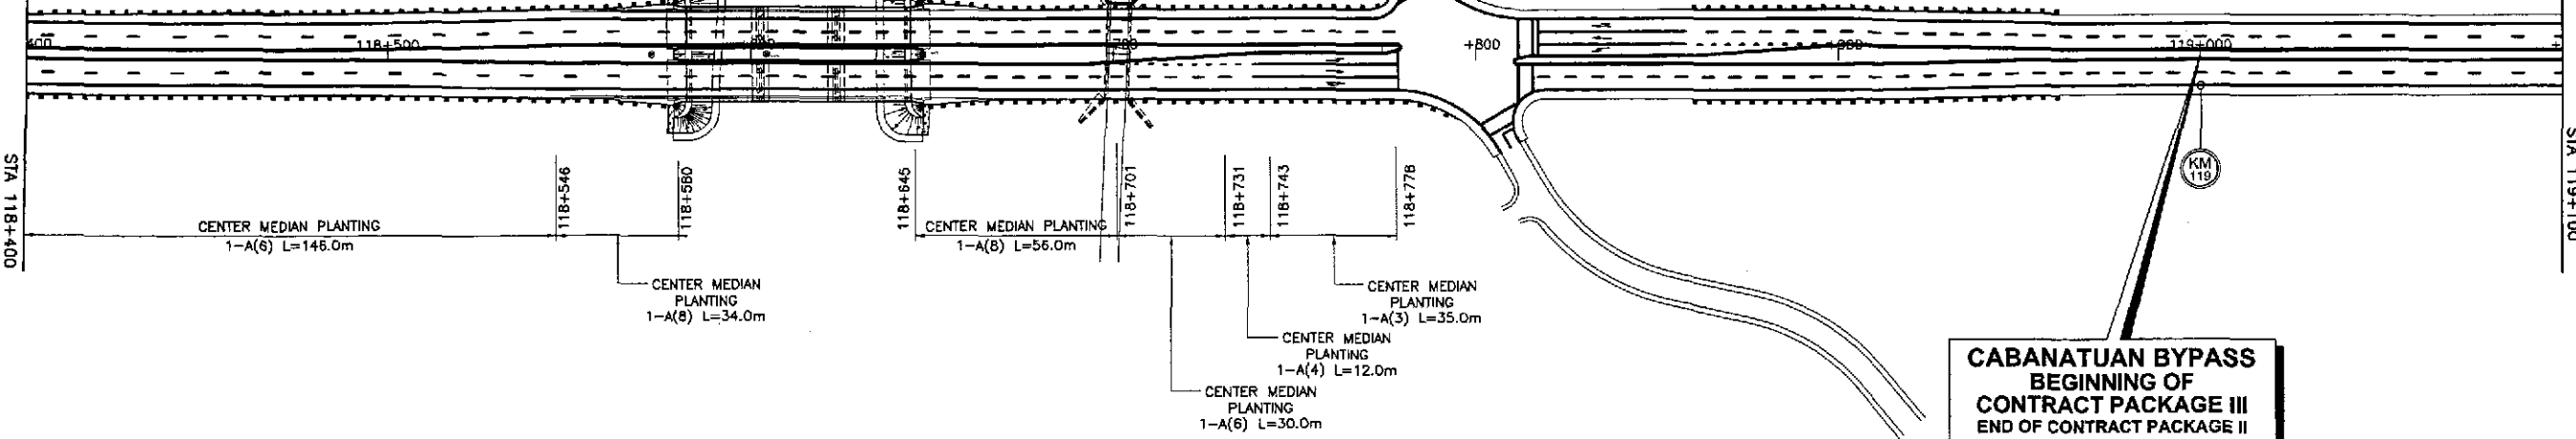 400
118+500
+800
119+000
STA 118+400
118+546
118+580
118+645
118+701
118+731
118+743
118+778
STA 119+100
KM
119
CENTER MEDIAN PLANTING
1-A(6) L=146.0m
CENTER MEDIAN
PLANTING
1-A(8) L=34.0m
CENTER MEDIAN PLANTING
1-A(8) L=56.0m
CENTER MEDIAN
PLANTING
1-A(3) L=35.0m
CENTER MEDIAN
PLANTING
1-A(4) L=12.0m
CENTER MEDIAN
PLANTING
1-A(6) L=30.0m
CABANATUAN BYPASS
BEGINNING OF
CONTRACT PACKAGE III
END OF CONTRACT PACKAGE II